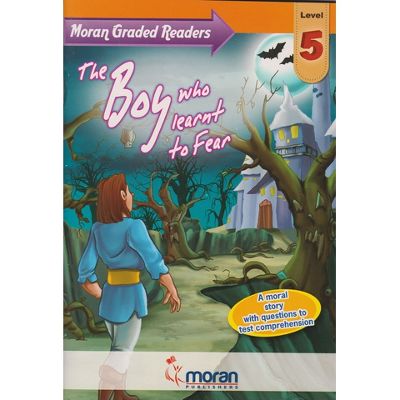 Moran Graded Readers
Level
5
The
Boy who
learnt
to Fear
A moral
story
with questions to
test comprehension
moran
PUBLISHERS